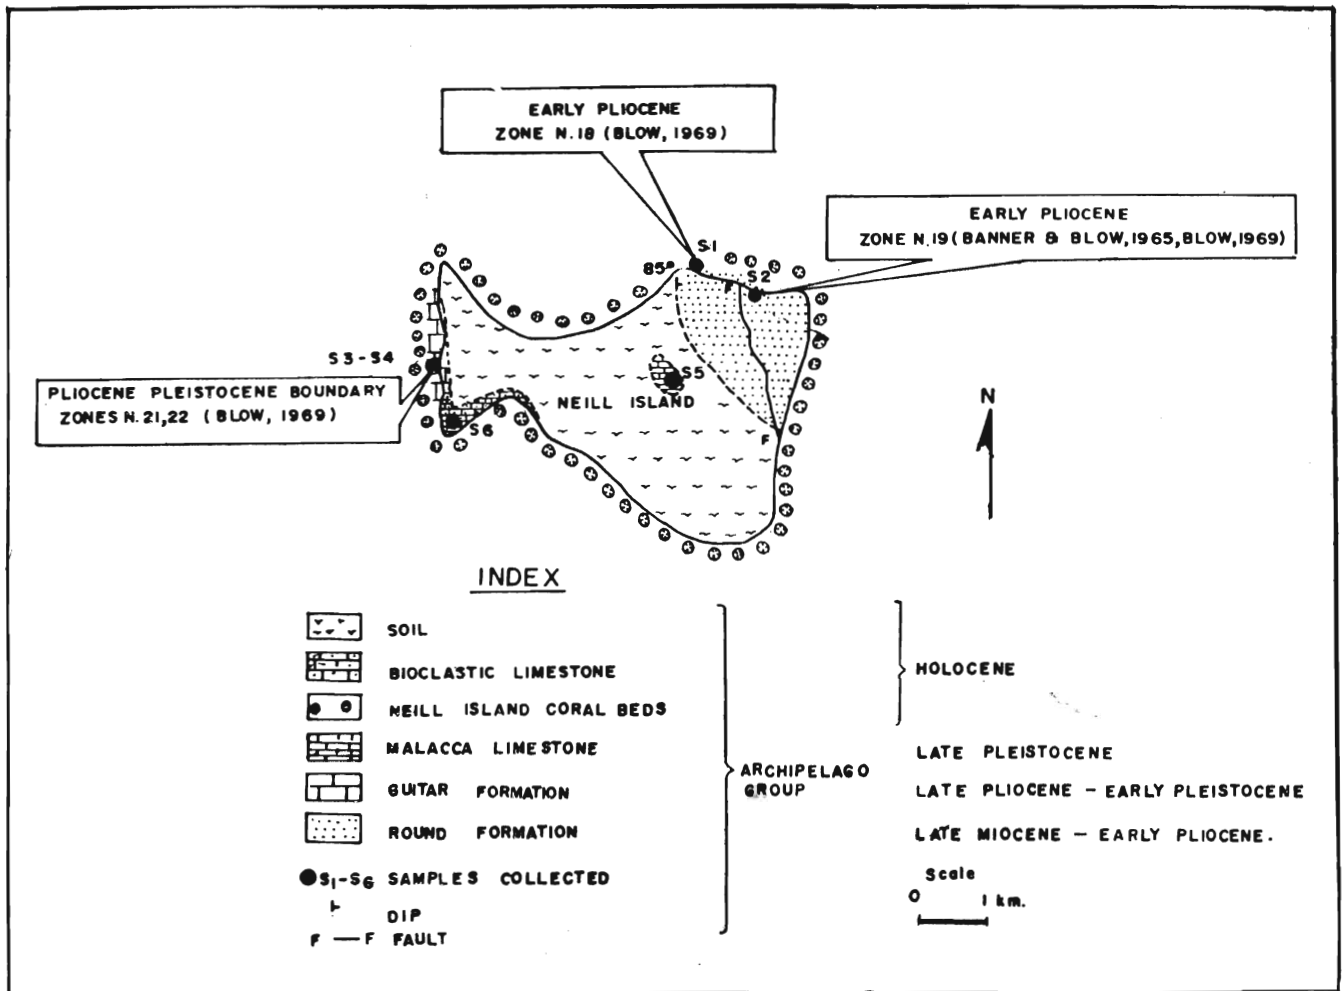 EARLY PLIOCENE
ZONE N.18 (BLOW, 1969)
EARLY PLIOCENE
ZONE N.19(BANNER & BLOW,1965,BLOW,1969)
S1
85°
S2
F
S3-S4
PLIOCENE PLEISTOCENE BOUNDARY
ZONES N.21,22 (BLOW, 1969)
S5
NEILL ISLAND
S6
F
N
INDEX
SOIL
BIOCLASTIC LIMESTONE
NEILL ISLAND CORAL BEDS
MALACCA LIMESTONE
GUITAR FORMATION
ROUND FORMATION
S1-S6 SAMPLES COLLECTED
DIP
F — F FAULT
ARCHIPELAGO
GROUP
HOLOCENE
LATE PLEISTOCENE
LATE PLIOCENE - EARLY PLEISTOCENE
LATE MIOCENE - EARLY PLIOCENE.
Scale
0 1 km.